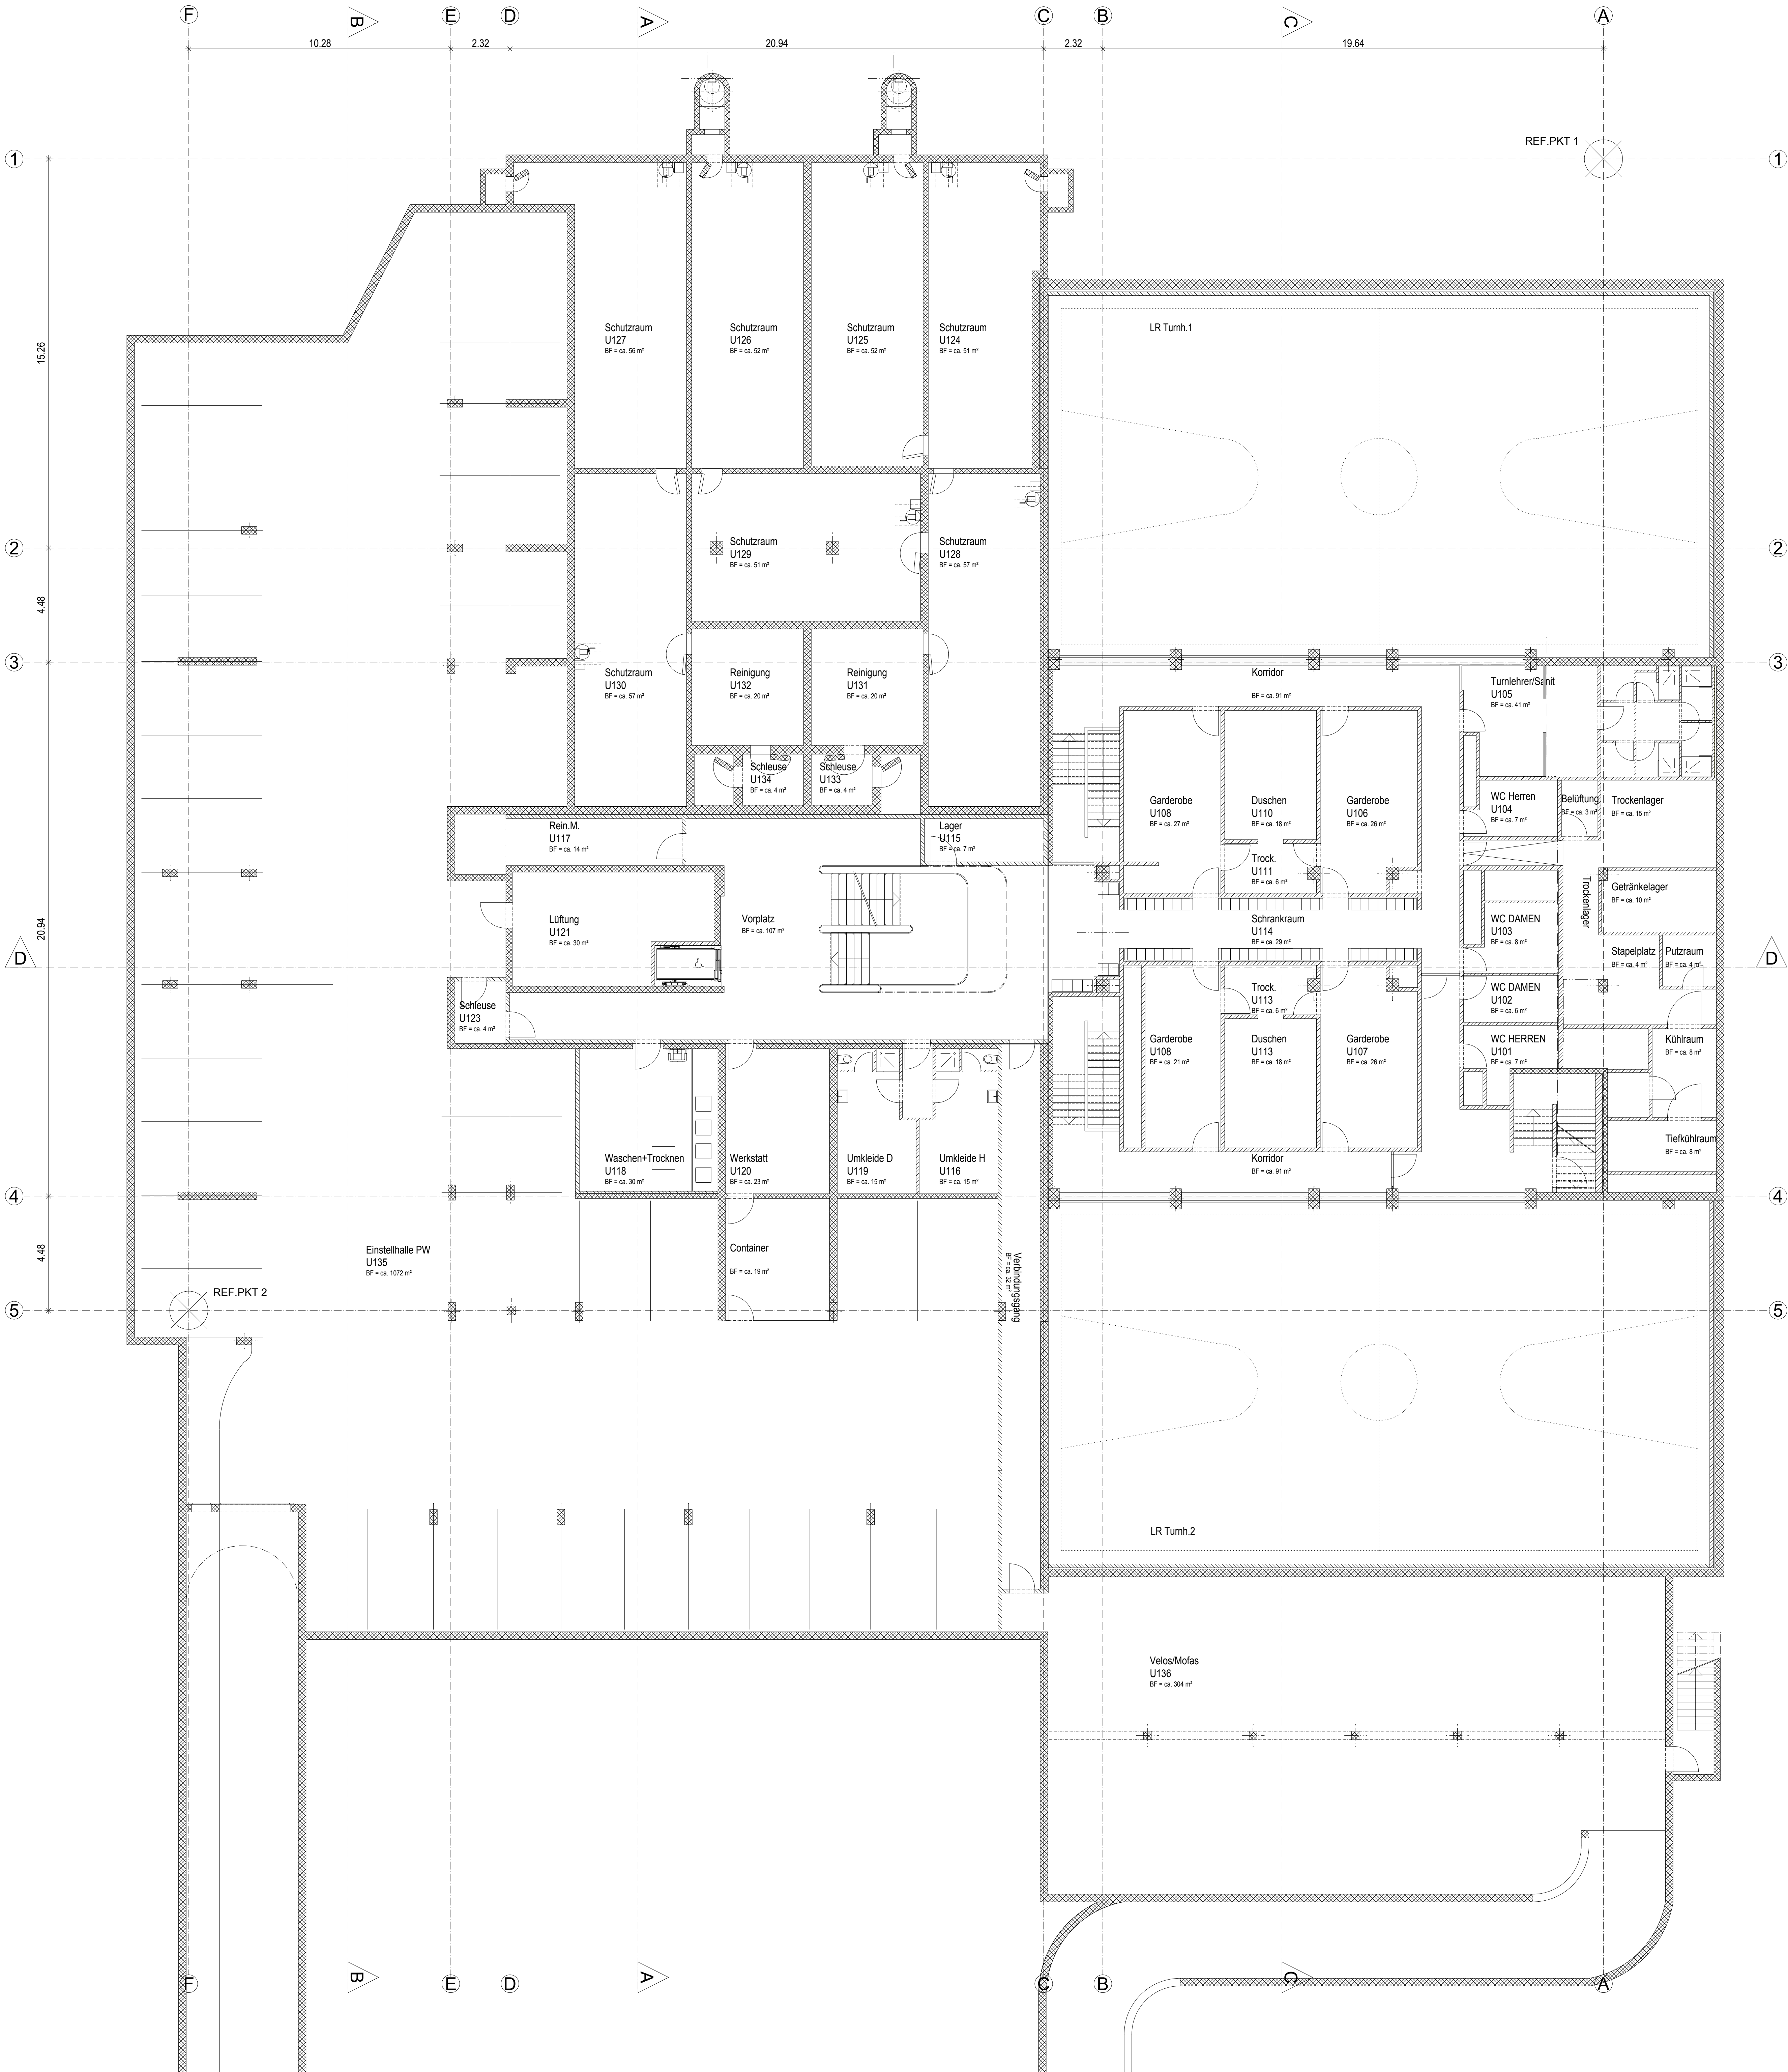 F
B
E
D
A
C
B
C
A
10.28
2.32
20.94
2.32
19.64
REF.PKT 1
1
1
15.26
LR Turnh.1
Schutzraum
U127
BF = ca. 56 m²
Schutzraum
U126
BF = ca. 52 m²
Schutzraum
U125
BF = ca. 52 m²
Schutzraum
U124
BF = ca. 51 m²
2
2
Schutzraum
U129
BF = ca. 51 m²
Schutzraum
U128
BF = ca. 57 m²
4.48
3
3
Schutzraum
U130
BF = ca. 57 m²
Reinigung
U132
BF = ca. 20 m²
Reinigung
U131
BF = ca. 20 m²
Korridor
BF = ca. 91 m²
Turnlehrer/Sanit
U105
BF = ca. 41 m²
Schleuse
U134
BF = ca. 4 m²
Schleuse
U133
BF = ca. 4 m²
Garderobe
U108
BF = ca. 27 m²
Duschen
U110
BF = ca. 18 m²
Garderobe
U106
BF = ca. 26 m²
WC Herren
U104
BF = ca. 7 m²
Belüftung
BF = ca. 3 m²
Trockenlager
BF = ca. 15 m²
Rein.M.
U117
BF = ca. 14 m²
Lager
U115
BF = ca. 7 m²
Trock.
U111
BF = ca. 6 m²
Trockenlager
Getränkelager
BF = ca. 10 m²
20.94
Lüftung
U121
BF = ca. 30 m²
Vorplatz
BF = ca. 107 m²
Schrankraum
U114
BF = ca. 29 m²
WC DAMEN
U103
BF = ca. 8 m²
Stapelplatz
BF = ca. 4 m²
Putzraum
BF = ca. 4 m²
D
D
Schleuse
U123
BF = ca. 4 m²
Trock.
U113
BF = ca. 6 m²
WC DAMEN
U102
BF = ca. 6 m²
Garderobe
U108
BF = ca. 21 m²
Duschen
U113
BF = ca. 18 m²
Garderobe
U107
BF = ca. 26 m²
WC HERREN
U101
BF = ca. 7 m²
Kühlraum
BF = ca. 8 m²
Waschen+Trocknen
U118
BF = ca. 30 m²
Werkstatt
U120
BF = ca. 23 m²
Umkleide D
U119
BF = ca. 15 m²
Umkleide H
U116
BF = ca. 15 m²
Korridor
BF = ca. 91 m²
Tiefkühlraum
BF = ca. 8 m²
4
4
4.48
Einstellhalle PW
U135
BF = ca. 1072 m²
Container
BF = ca. 19 m²
Verbindungsgang
BF = ca. 32 m²
REF.PKT 2
5
5
LR Turnh.2
Velos/Mofas
U136
BF = ca. 304 m²
F
B
E
D
A
C
B
C
A